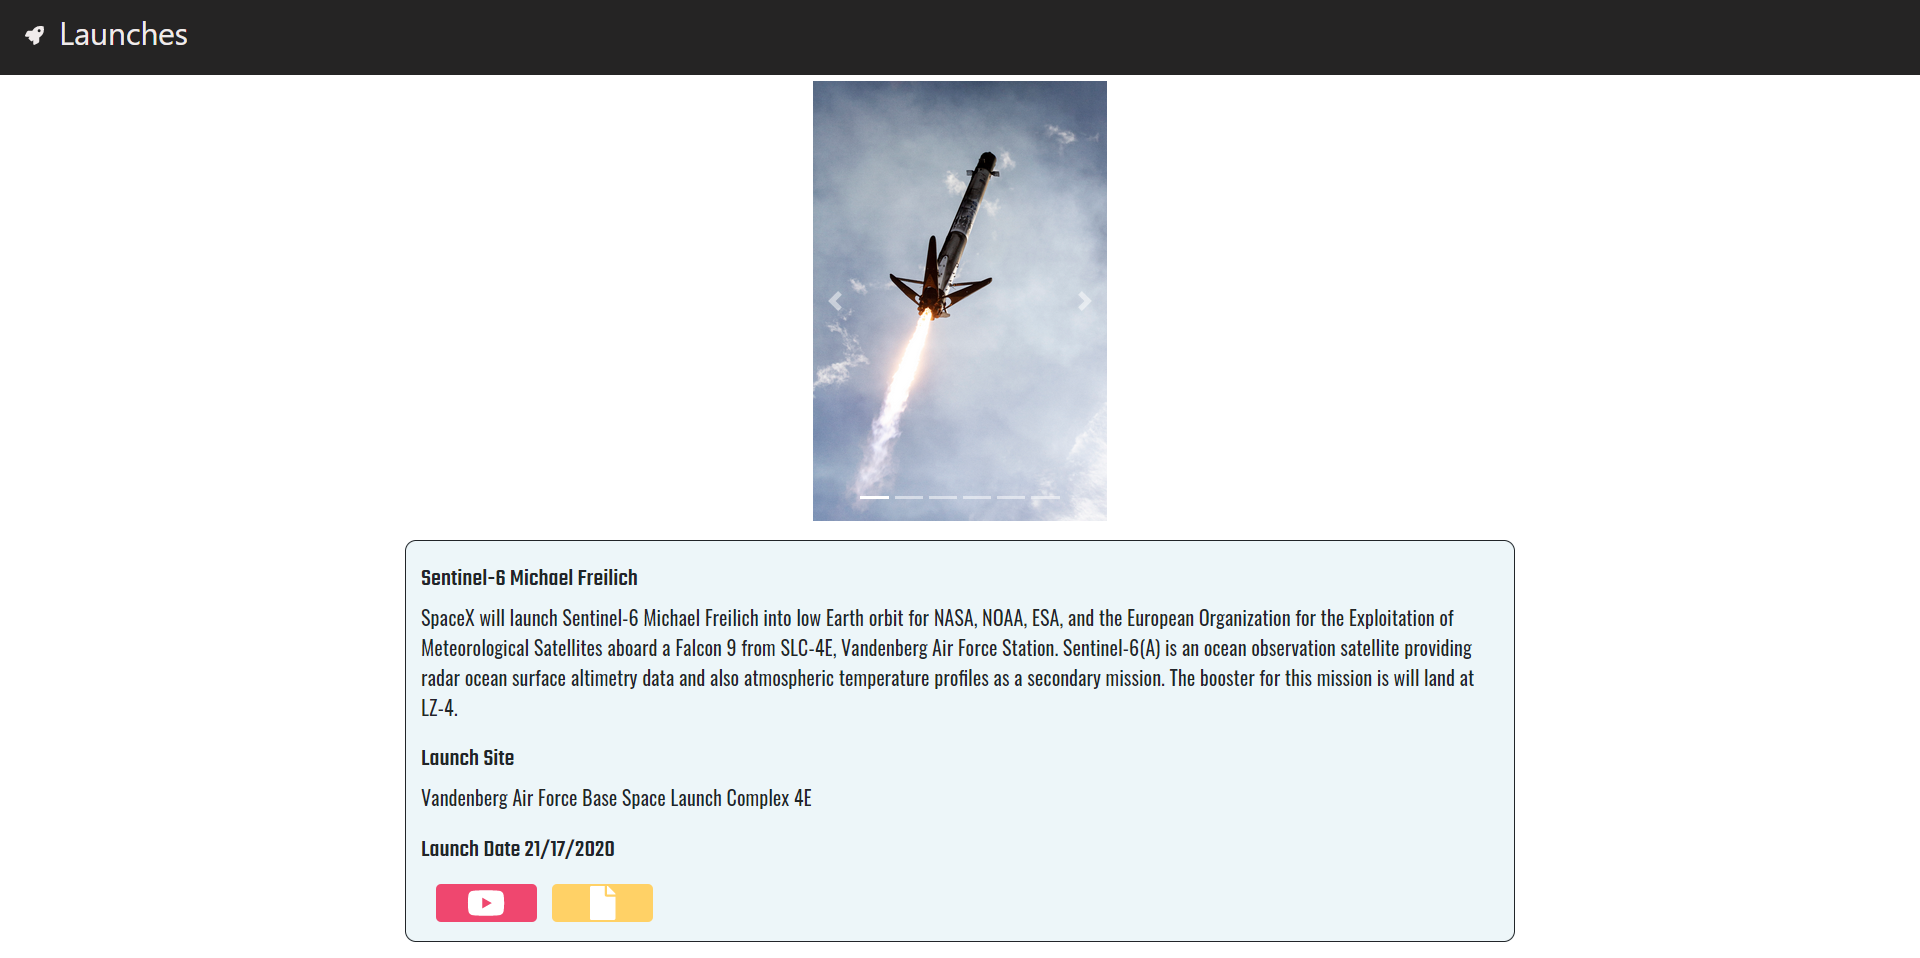 Launches
Sentinel-6 Michael Freilich
SpaceX will launch Sentinel-6 Michael Freilich into low Earth orbit for NASA, NOAA, ESA, and the European Organization for the Exploitation of
Meteorological Satellites aboard a Falcon 9 from SLC-4E, Vandenberg Air Force Station. Sentinel-6(A) is an ocean observation satellite providing
radar ocean surface altimetry data and also atmospheric temperature profiles as a secondary mission. The booster for this mission is will land at
LZ-4.
Launch Site
Vandenberg Air Force Base Space Launch Complex 4E
Launch Date 21/17/2020